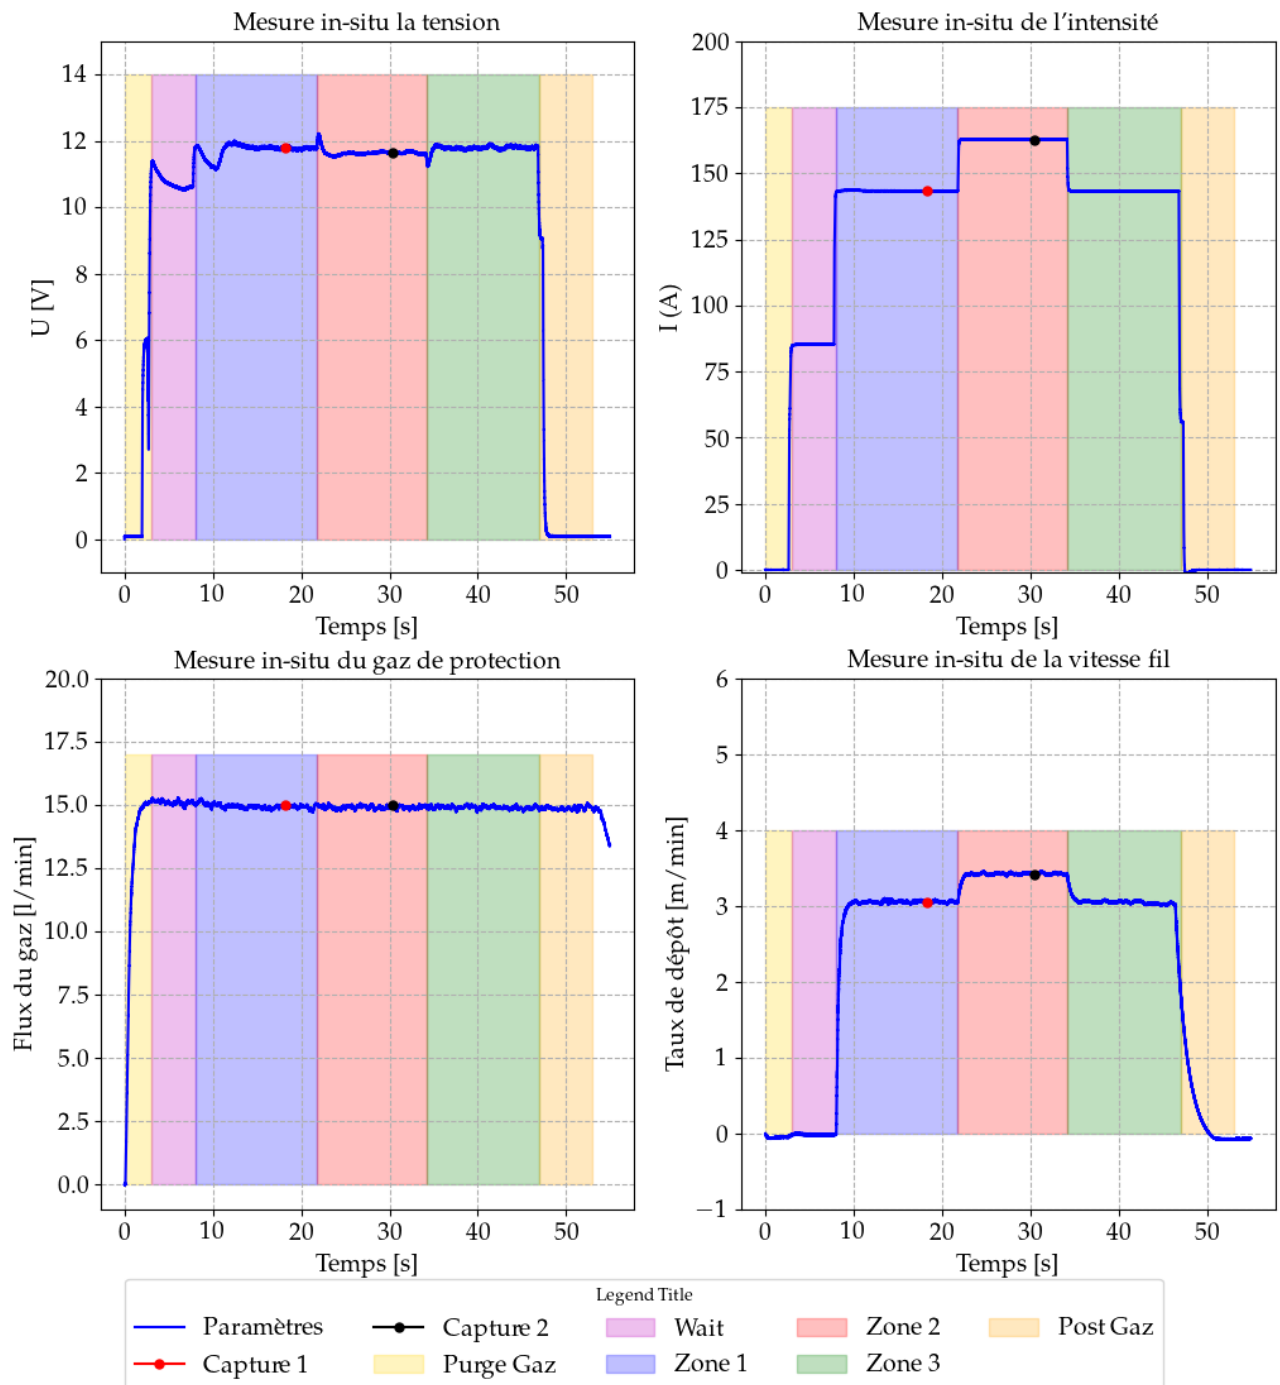 Mesure in-situ la tension
14
12
10
8
6
4
2
0
U [V]
0 10 20 30 40 50
Temps [s]
Mesure in-situ de l’intensité
200
175
150
125
100
75
50
25
0
I (A)
0 10 20 30 40 50
Temps [s]
Mesure in-situ du gaz de protection
20.0
17.5
15.0
12.5
10.0
7.5
5.0
2.5
0.0
Flux du gaz [l/min]
0 10 20 30 40 50
Temps [s]
Mesure in-situ de la vitesse fil
6
5
4
3
2
1
0
−1
Taux de dépôt [m/min]
0 10 20 30 40 50
Temps [s]
Legend Title
Paramètres Capture 2 Wait Zone 2 Post Gaz
Capture 1 Purge Gaz Zone 1 Zone 3